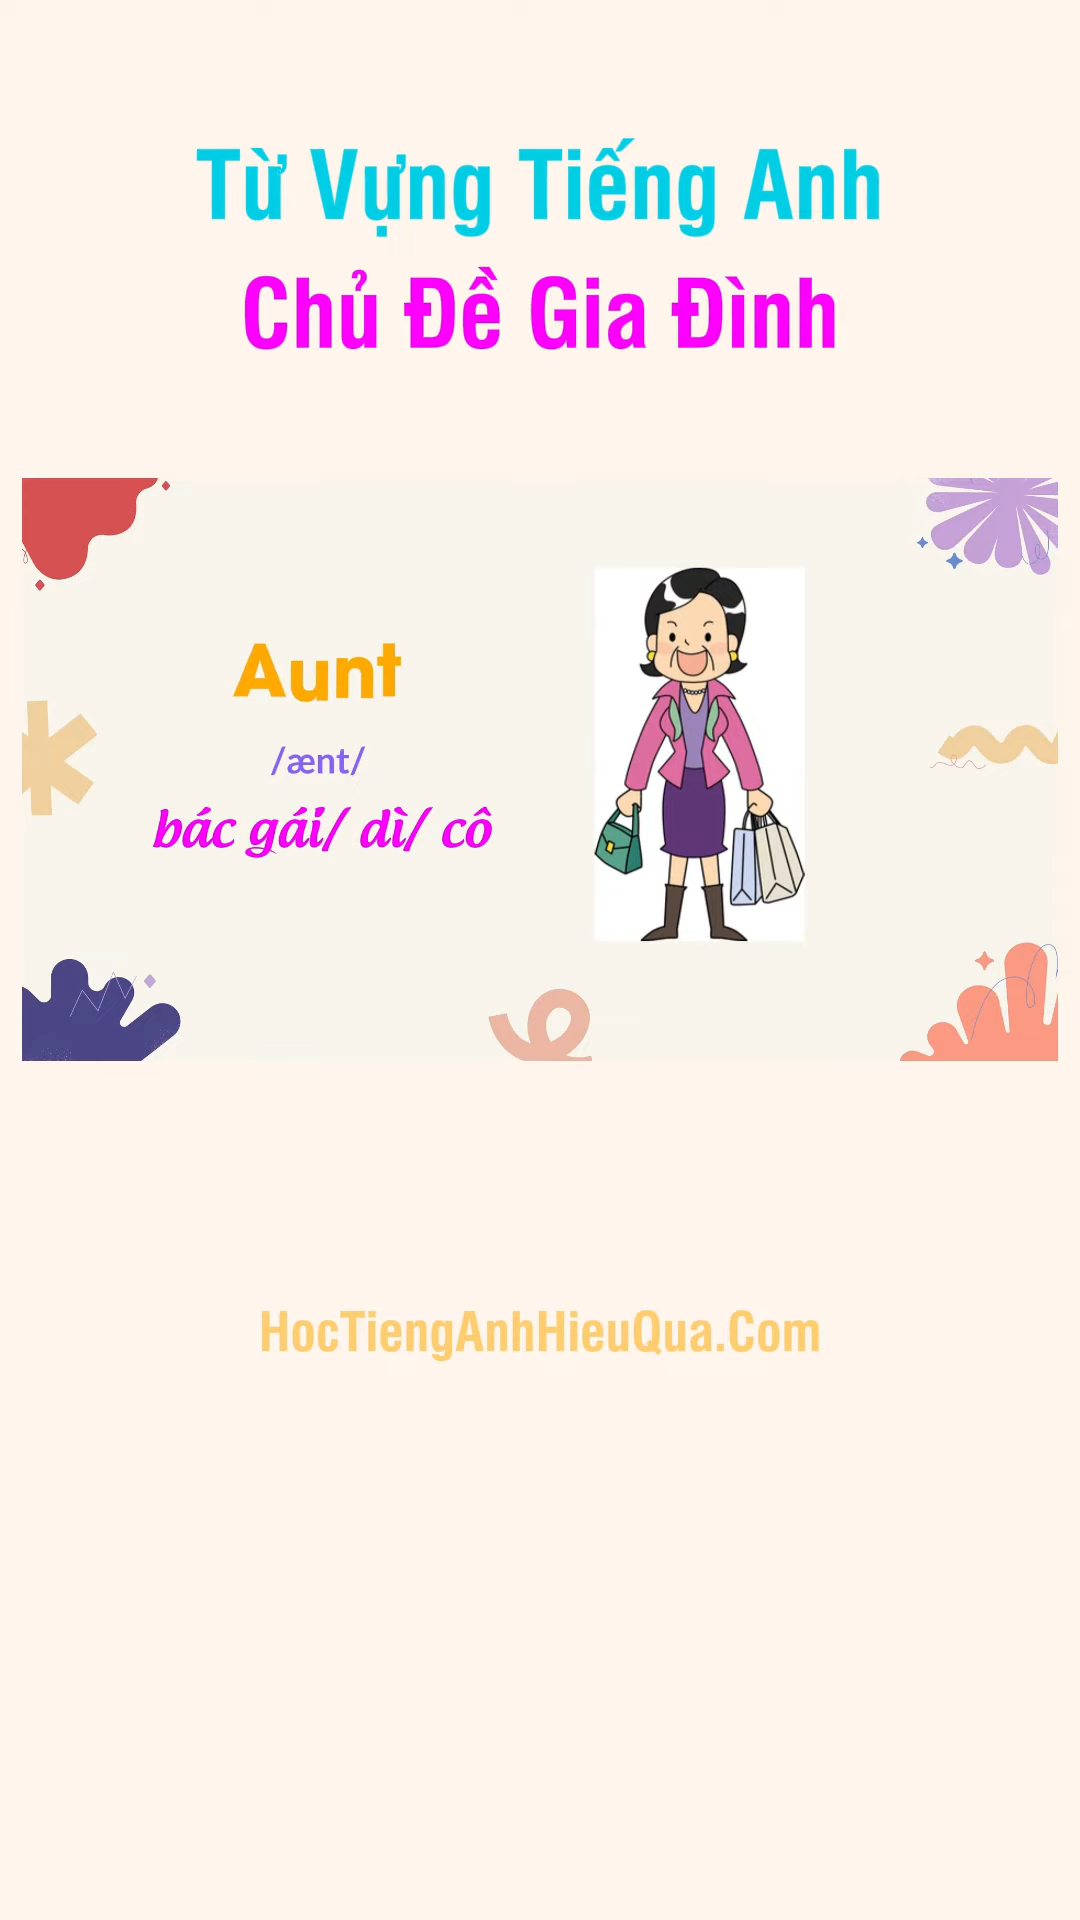 Từ Vựng Tiếng Anh
Chủ Đề Gia Đình
Aunt
/ænt/
bác gái/ dì/ cô
HocTiengAnhHieuQua.Com